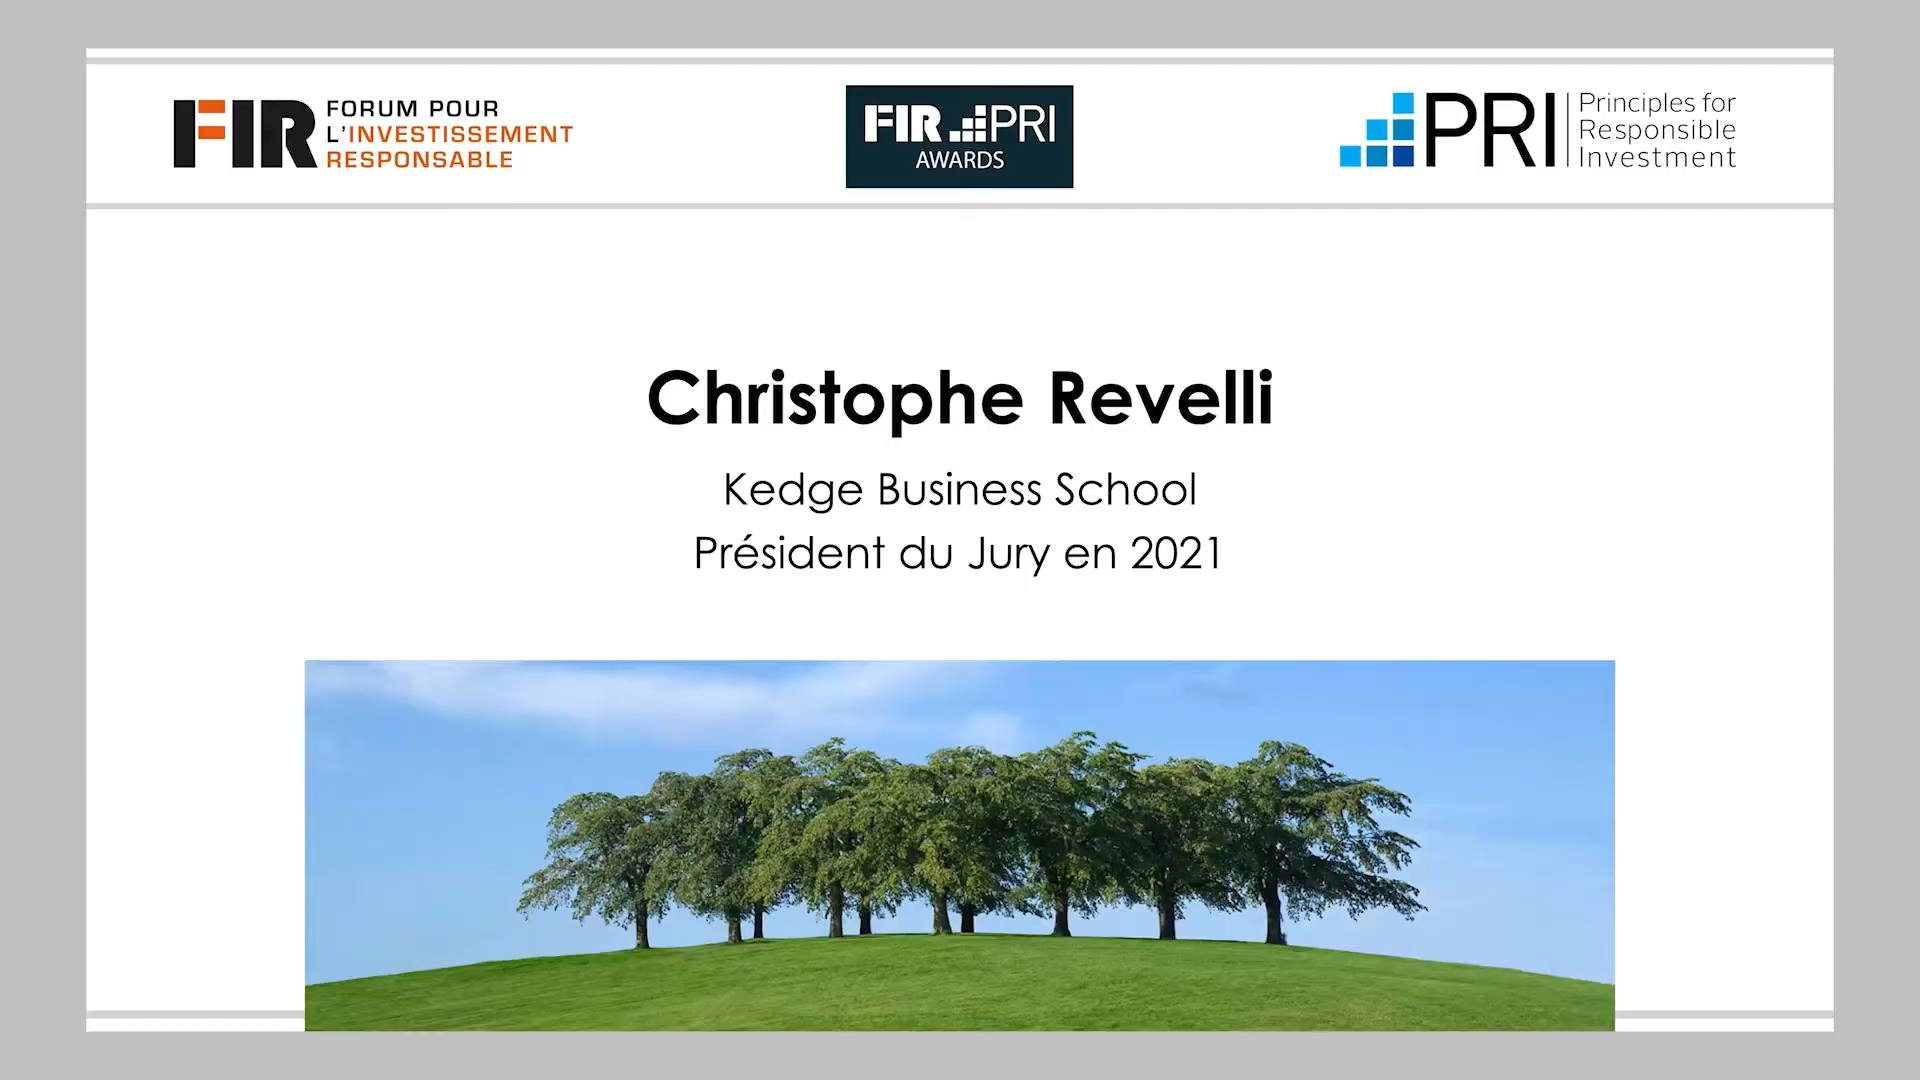 FIR
FORUM POUR
L'INVESTISSEMENT
RESPONSABLE
FIR PRI
AWARDS
PRI
Principles for
Responsible
Investment
Christophe Revelli
Kedge Business School
Président du Jury en 2021